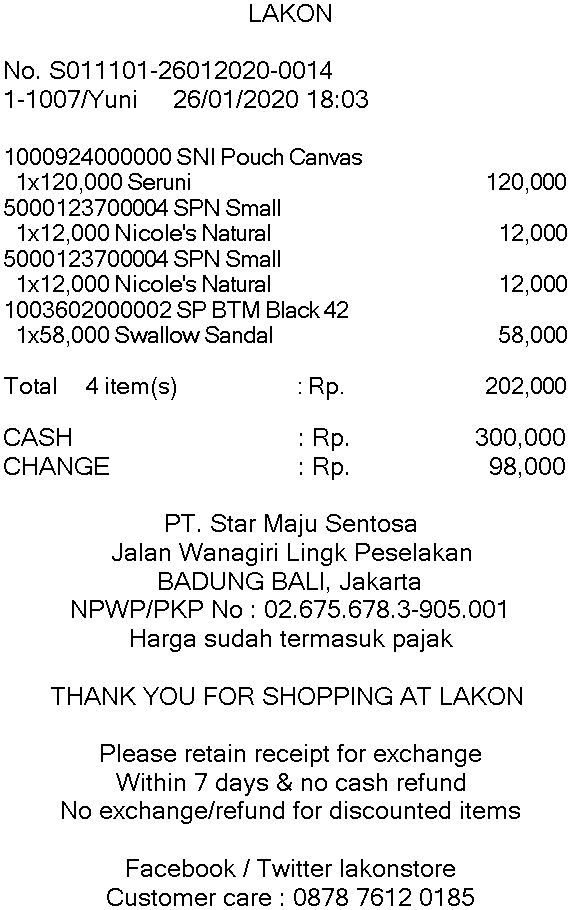 LAKON
No. S011101-26012020-0014
1-1007/Yuni 26/01/2020 18:03
1000924000000 SNI Pouch Canvas
1x120,000 Seruni 120,000
5000123700004 SPN Small
1x12,000 Nicole's Natural 12,000
5000123700004 SPN Small
1x12,000 Nicole's Natural 12,000
1003602000002 SP BTM Black 42
1x58,000 Swallow Sandal 58,000
Total 4 item(s) : Rp. 202,000
CASH : Rp. 300,000
CHANGE : Rp. 98,000
PT. Star Maju Sentosa
Jalan Wanagiri Lingk Peselakan
BADUNG BALI, Jakarta
NPWP/PKP No : 02.675.678.3-905.001
Harga sudah termasuk pajak
THANK YOU FOR SHOPPING AT LAKON
Please retain receipt for exchange
Within 7 days & no cash refund
No exchange/refund for discounted items
Facebook / Twitter lakonstore
Customer care : 0878 7612 0185